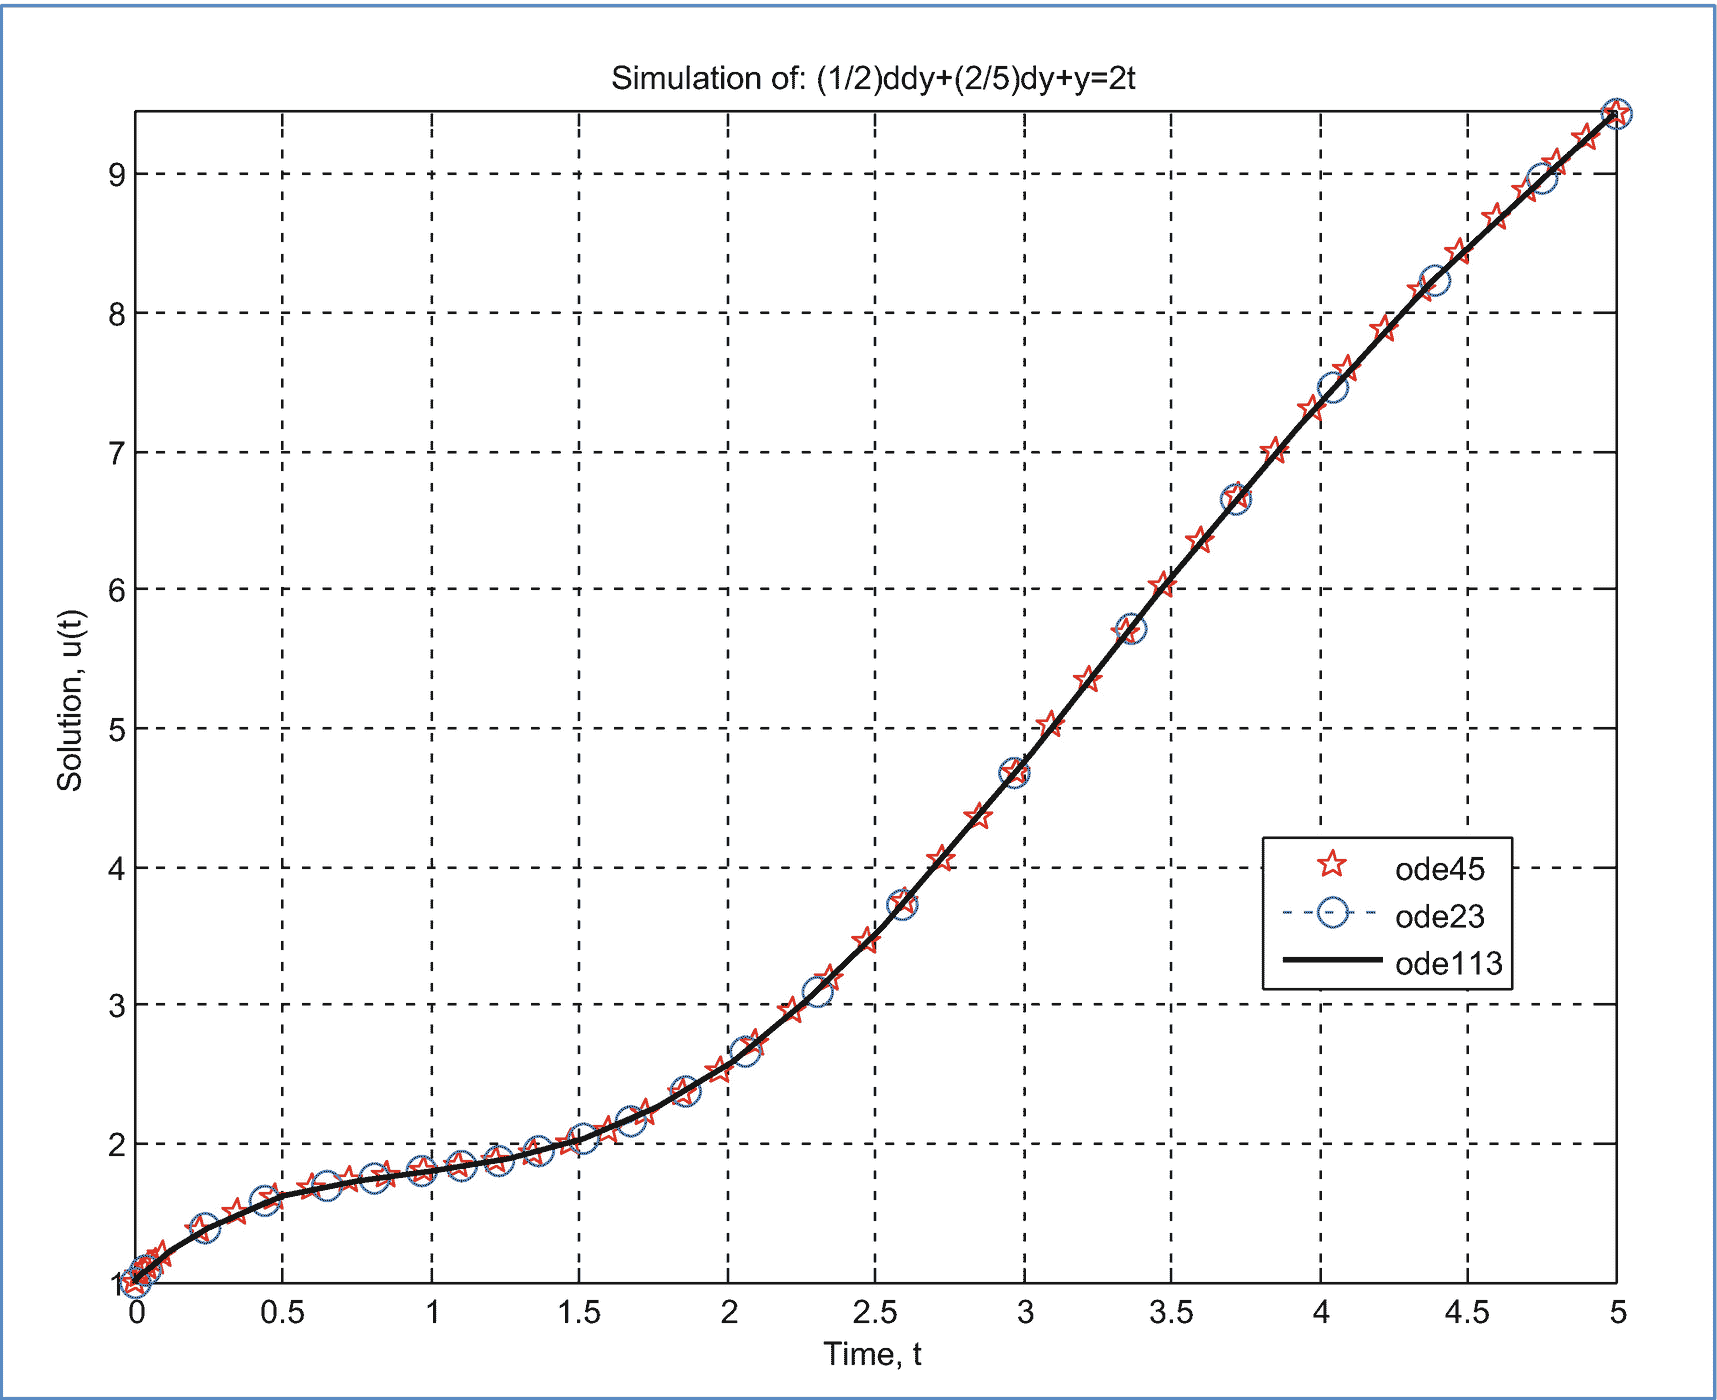 Simulation of: (1/2)ddy+(2/5)dy+y=2t
9
8
7
6
5
4
3
2
1
Solution, u(t)
ode45
ode23
ode113
0 0.5 1 1.5 2 2.5 3 3.5 4 4.5 5
Time, t